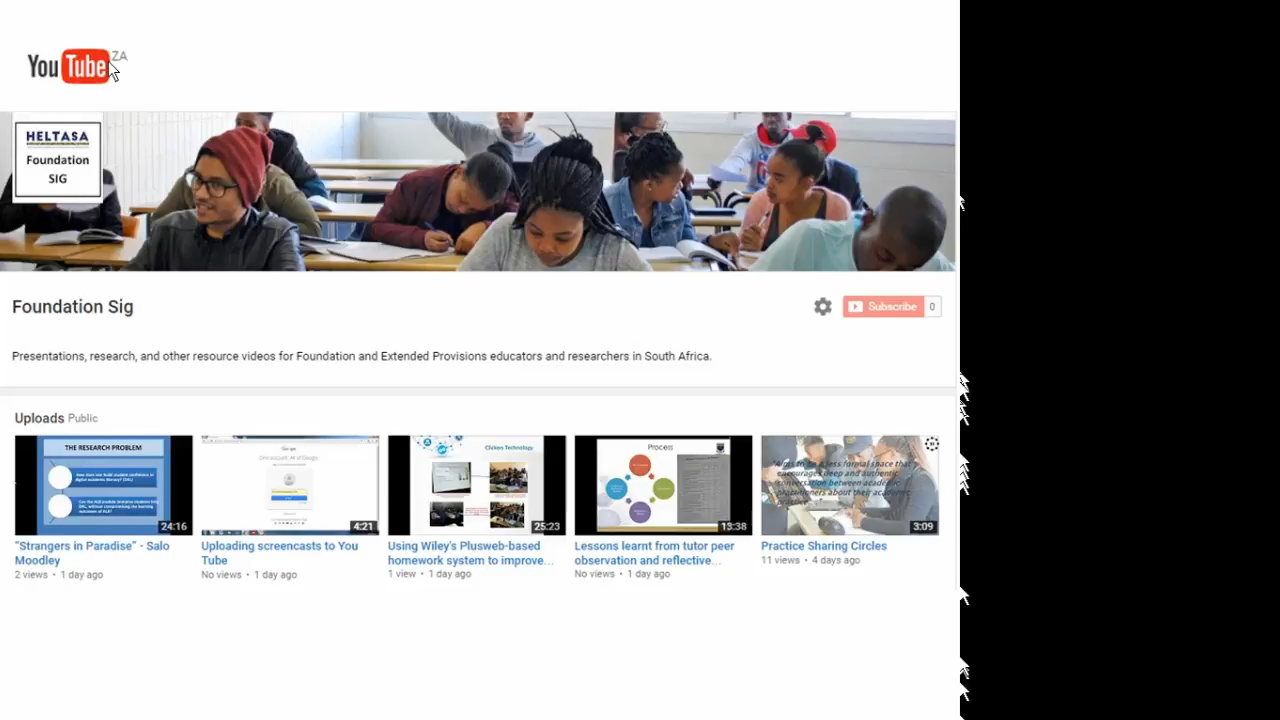 YouTube ZA
HELTASA
Foundation
SIG
Foundation Sig
Subscribe 0
Presentations, research, and other resource videos for Foundation and Extended Provisions educators and researchers in South Africa.
Uploads Public
THE RESEARCH PROBLEM
24:16
4:21
Clickers Technology
25:23
Process
13:38
3:09
"Strangers in Paradise" - Salo
Moodley
2 views • 1 day ago
Uploading screencasts to You
Tube
No views • 1 day ago
Using Wiley's Plusweb-based
homework system to improve...
1 view • 1 day ago
Lessons learnt from tutor peer
observation and reflective...
No views • 1 day ago
Practice Sharing Circles
11 views • 4 days ago